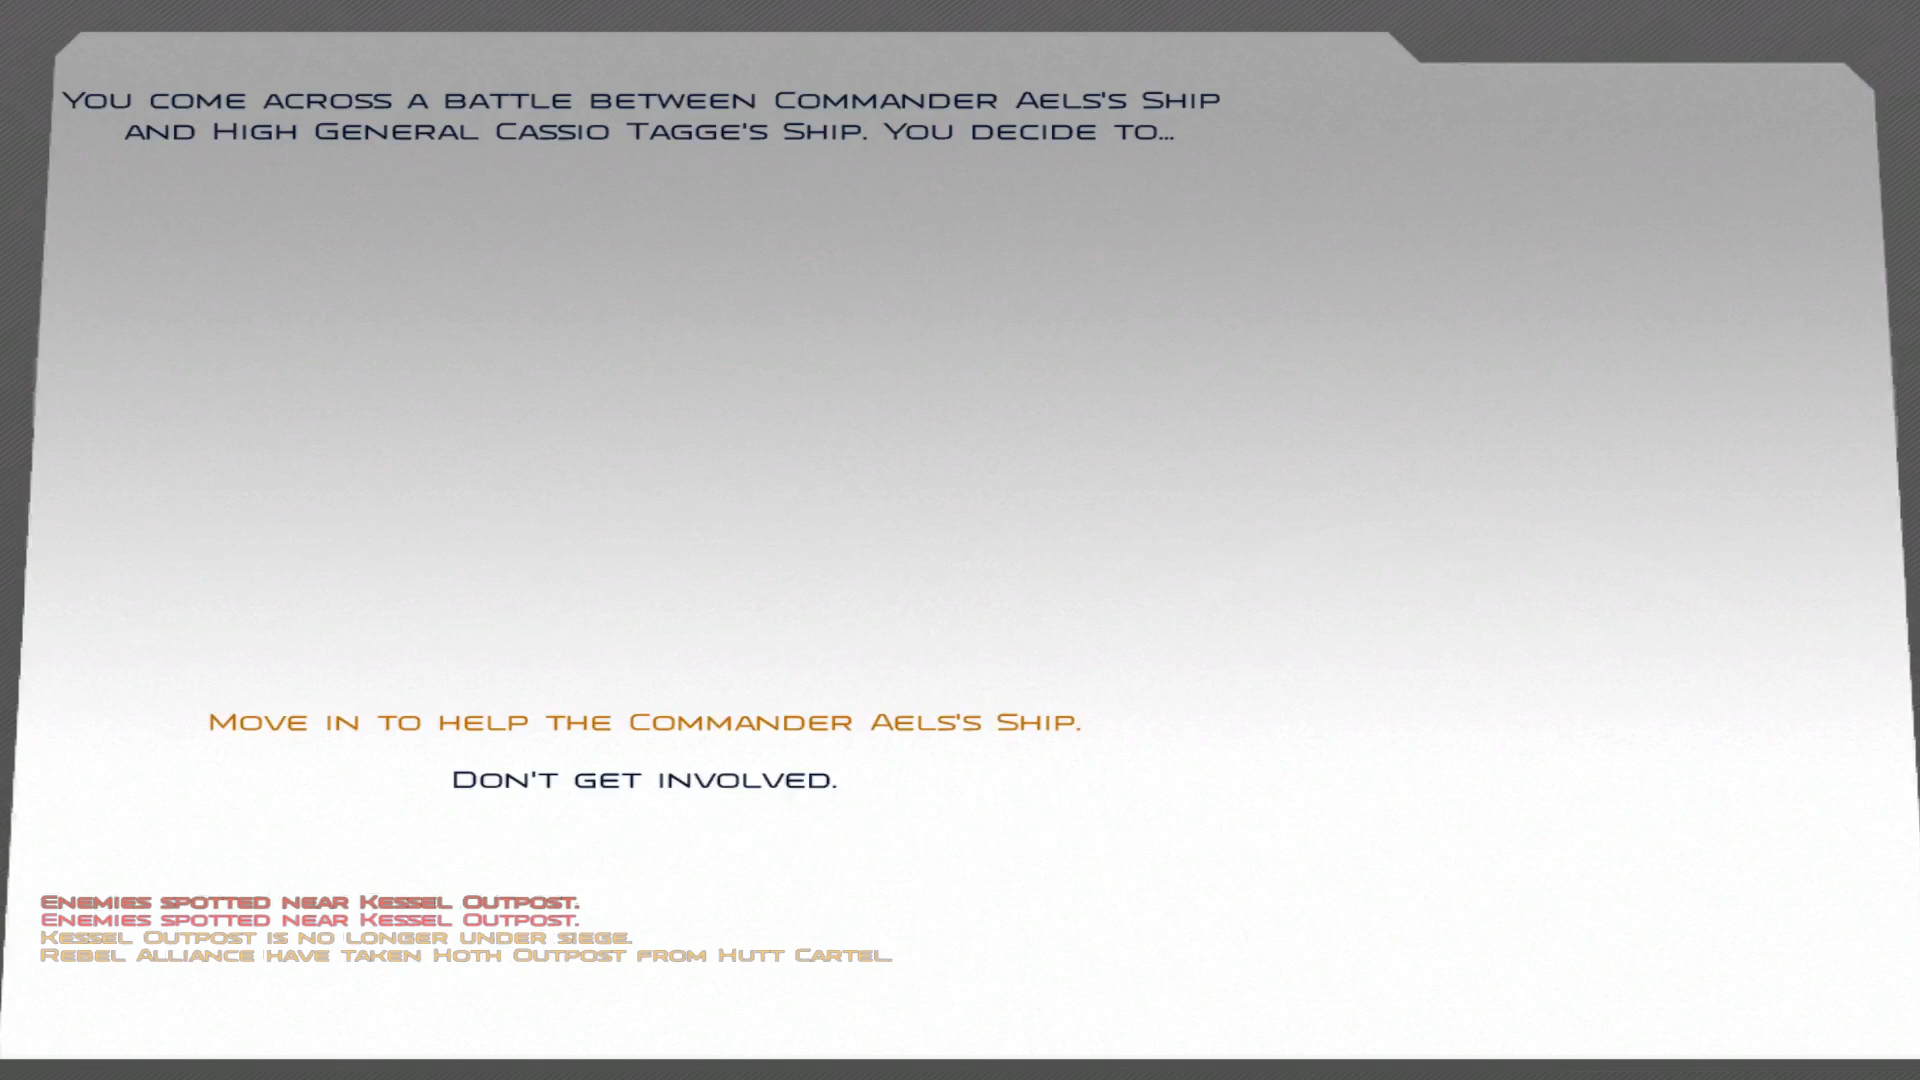 You come across a battle between Commander Aels's Ship
and High General Cassio Tagge's Ship. You decide to...
Move in to help the Commander Aels's Ship.
Don't get involved.
Enemies spotted near Kessel Outpost.
Enemies spotted near Kessel Outpost.
Kessel Outpost is no longer under siege.
Rebel Alliance have taken Hoth Outpost from Hutt Cartel.